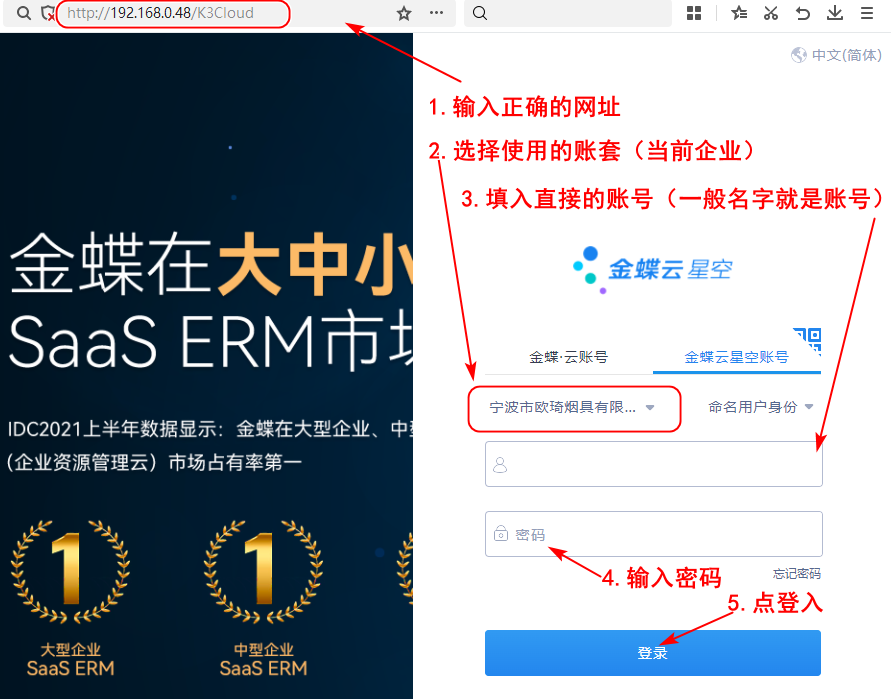 http://192.168.0.48/K3Cloud
中文(简体)
1.输入正确的网址
2.选择使用的账套（当前企业）
3.填入直接的账号（一般名字就是账号）
金蝶在大中小
SaaS ERM市场
IDC2021上半年数据显示：金蝶在大型企业、中型
(企业资源管理云）市场占有率第一
1
1
大型企业
SaaS ERM
中型企业
SaaS ERM
金蝶云星空
金蝶·云账号
金蝶云星空账号
宁波市欧琦烟具有限...
命名用户身份
密码
4.输入密码
忘记密码
5.点登入
登录